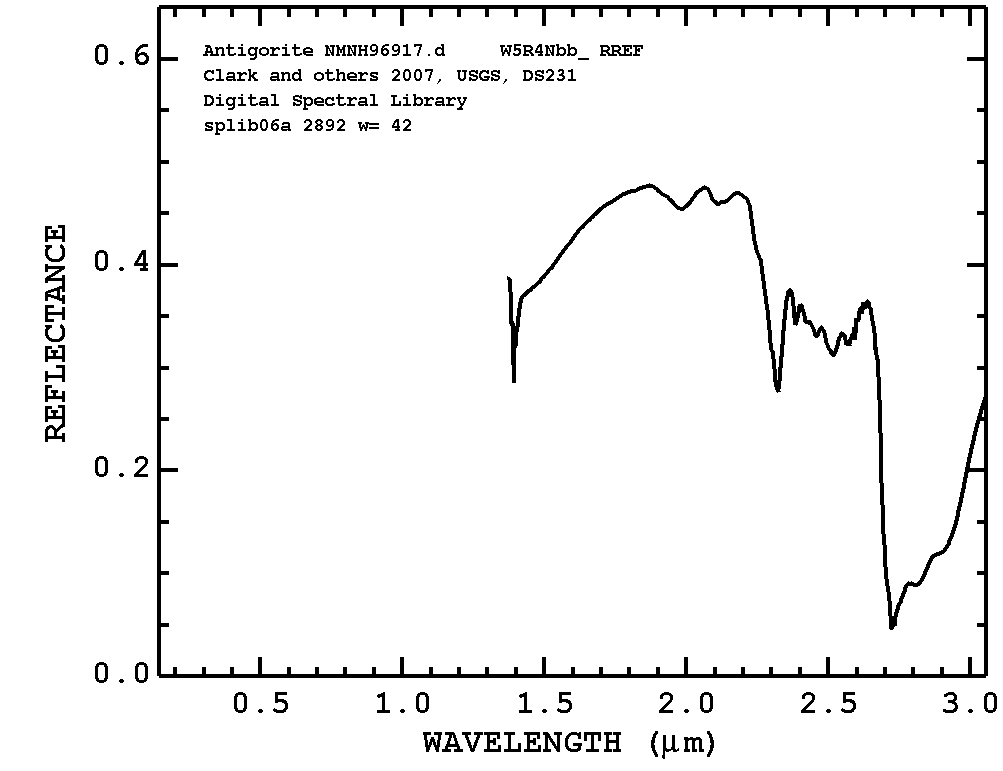 Antigorite NMNH96917.d W5R4Nbb_ RREF
Clark and others 2007, USGS, DS231
Digital Spectral Library
splib06a 2892 w= 42
0.6
0.4
0.2
0.0
REFLECTANCE
0.5 1.0 1.5 2.0 2.5 3.0
WAVELENGTH (μm)